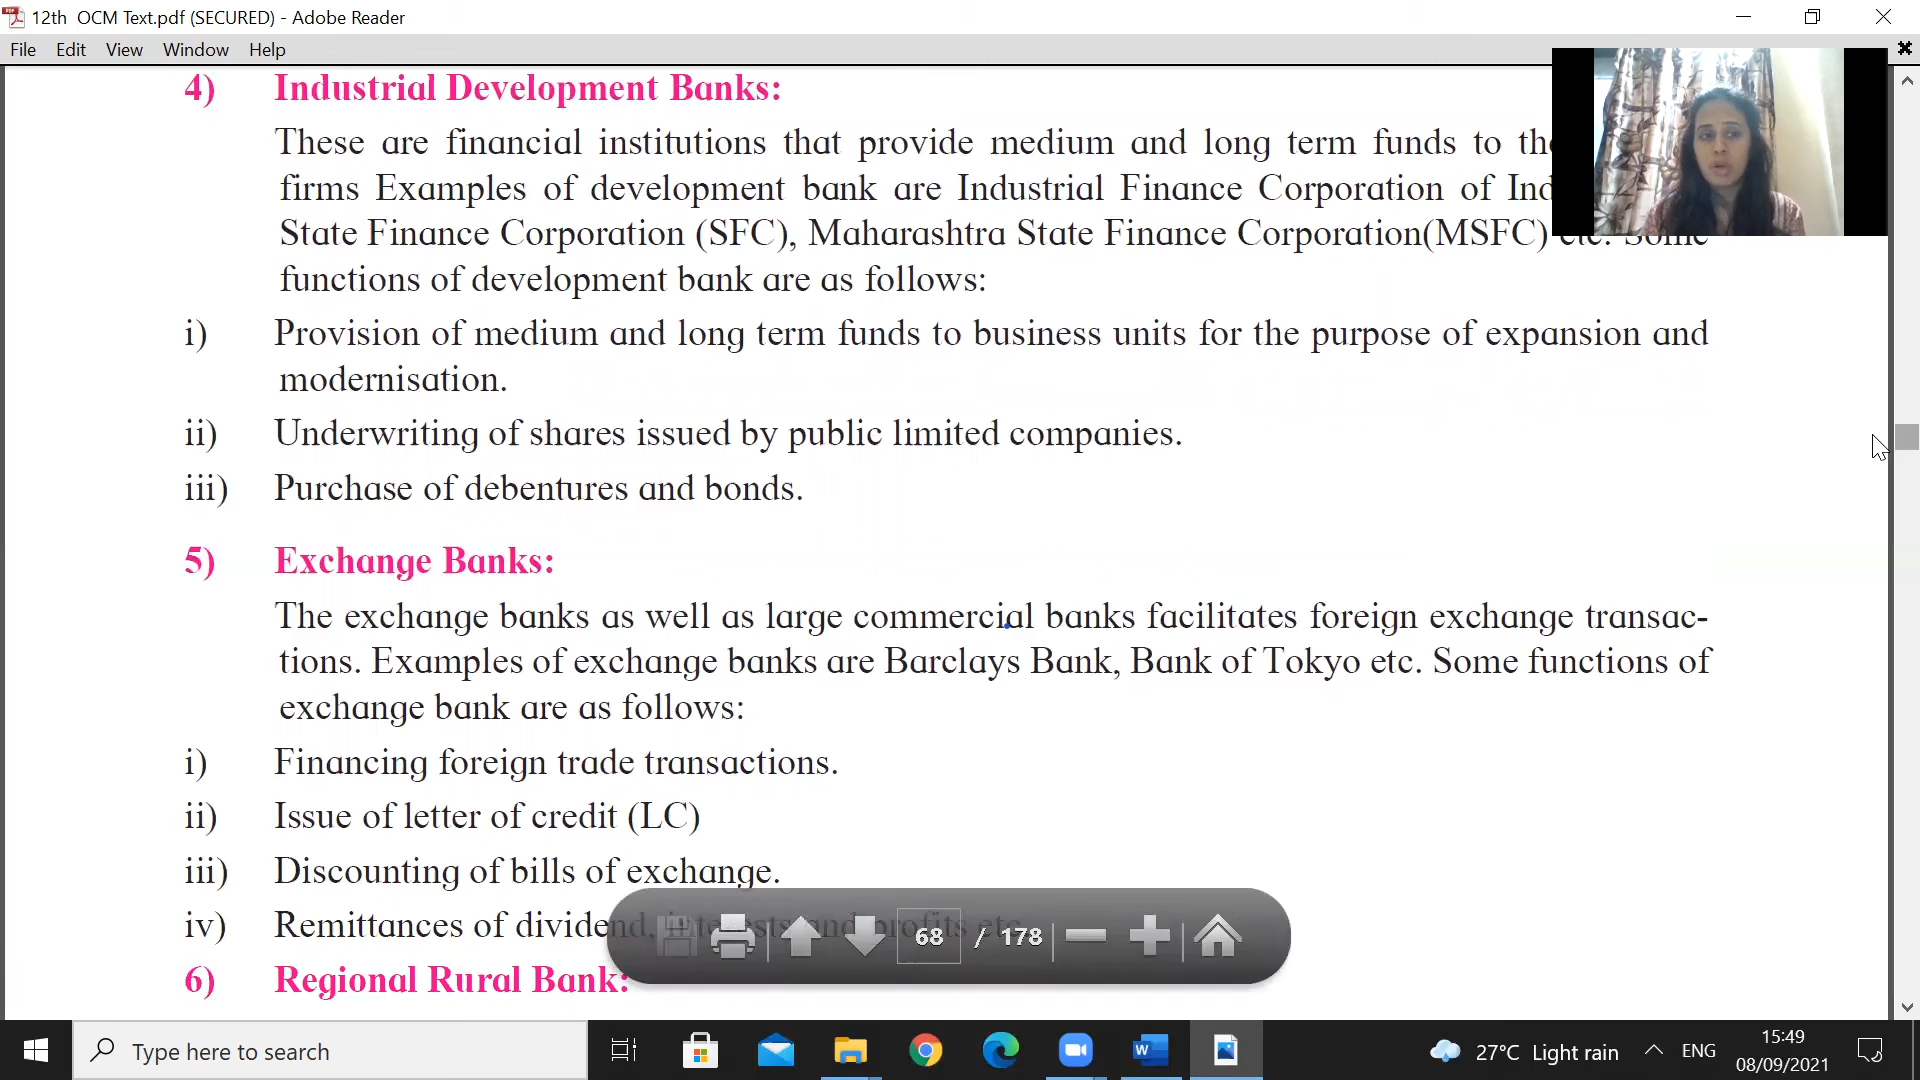 12th OCM Text.pdf (SECURED) - Adobe Reader
File Edit View Window Help
4) Industrial Development Banks:
These are financial institutions that provide medium and long term funds to the
firms Examples of development bank are Industrial Finance Corporation of
State Finance Corporation (SFC), Maharashtra State Finance Corporation(MSFC) etc. Some
functions of development bank are as follows:
i) Provision of medium and long term funds to business units for the purpose of expansion and
modernisation.
ii) Underwriting of shares issued by public limited companies.
iii) Purchase of debentures and bonds.
5) Exchange Banks:
The exchange banks as well as large commercial banks facilitates foreign exchange transac-
tions. Examples of exchange banks are Barclays Bank, Bank of Tokyo etc. Some functions of
exchange bank are as follows:
i) Financing foreign trade transactions.
ii) Issue of letter of credit (LC)
iii) Discounting of bills of exchange.
iv) Remittances of dividend, interests and profits etc
68 / 178
6) Regional Rural Bank:
Type here to search
27°C Light rain
ENG
15:49
08/09/2021